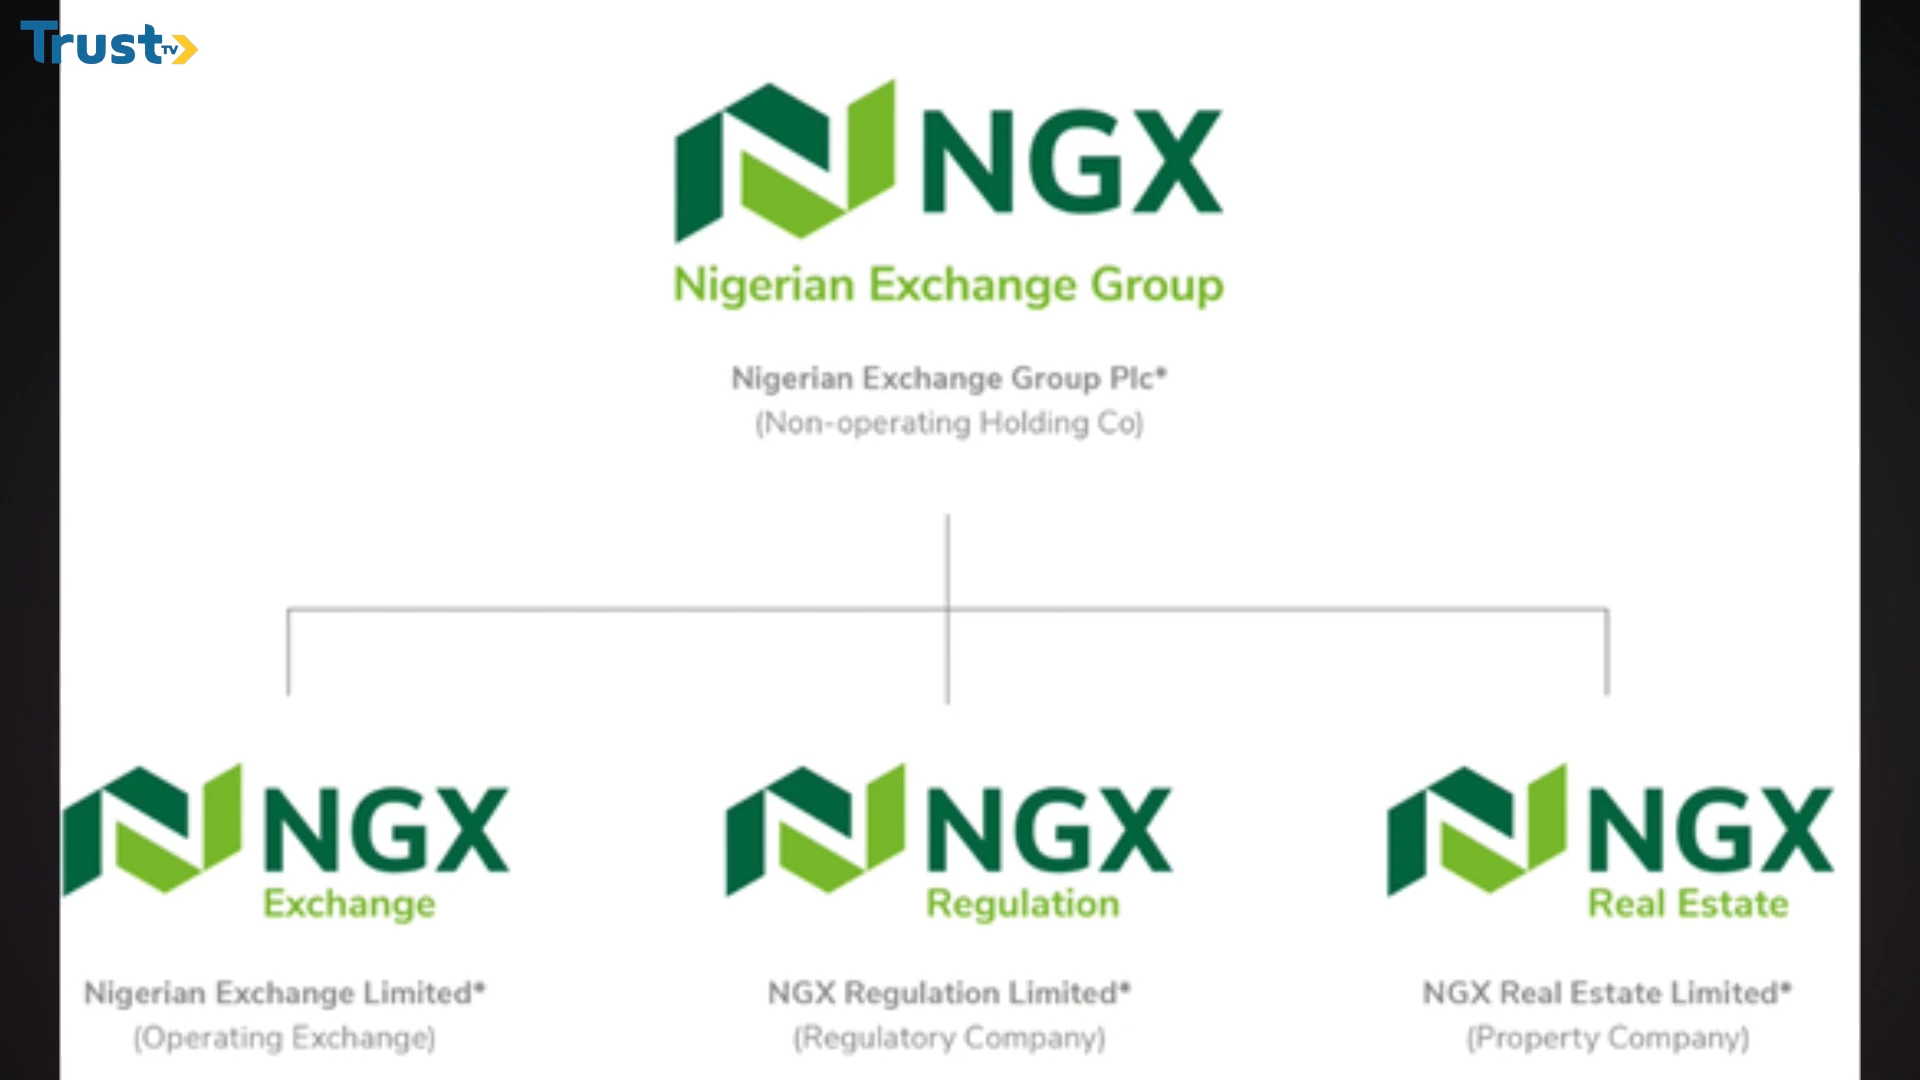 Trust TV
NGX
Nigerian Exchange Group
Nigerian Exchange Group Plc*
(Non-operating Holding Co)
NGX
Exchange
Nigerian Exchange Limited*
(Operating Exchange)
NGX
Regulation
NGX Regulation Limited*
(Regulatory Company)
NGX
Real Estate
NGX Real Estate Limited*
(Property Company)